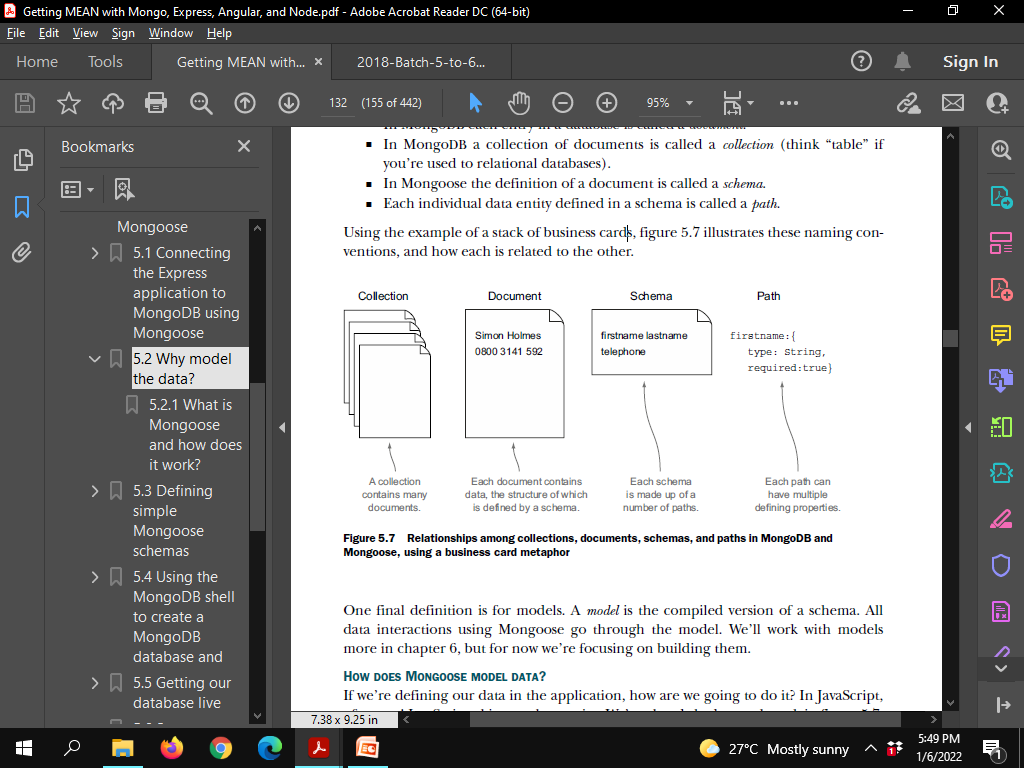 Getting MEAN with Mongo, Express, Angular, and Node.pdf - Adobe Acrobat Reader DC (64-bit)
File Edit View Sign Window Help
Home Tools Getting MEAN with... × 2018-Batch-5-to-6... Sign In
132 (155 of 442) 95%
Bookmarks
Mongoose
5.1 Connecting
the Express
application to
MongoDB using
Mongoose
5.2 Why model
the data?
5.2.1 What is
Mongoose
and how does
it work?
5.3 Defining
simple
Mongoose
schemas
5.4 Using the
MongoDB shell
to create a
MongoDB
database and
5.5 Getting our
database live
In MongoDB each entry in a database is called a document.
▪ In MongoDB a collection of documents is called a collection (think “table” if
you’re used to relational databases).
▪ In Mongoose the definition of a document is called a schema.
▪ Each individual data entity defined in a schema is called a path.
Using the example of a stack of business cards, figure 5.7 illustrates these naming con-
ventions, and how each is related to the other.
Collection Document Schema Path
Simon Holmes
0800 3141 592
firstname lastname
telephone
firstname:{
type: String,
required:true}
A collection
contains many
documents.
Each document contains
data, the structure of which
is defined by a schema.
Each schema
is made up of a
number of paths.
Each path can
have multiple
defining properties.
Figure 5.7 Relationships among collections, documents, schemas, and paths in MongoDB and
Mongoose, using a business card metaphor
One final definition is for models. A model is the compiled version of a schema. All
data interactions using Mongoose go through the model. We’ll work with models
more in chapter 6, but for now we’re focusing on building them.
HOW DOES MONGOOSE MODEL DATA?
If we’re defining our data in the application, how are we going to do it? In JavaScript,
7.38 x 9.25 in
27°C Mostly sunny
5:49 PM
1/6/2022
1